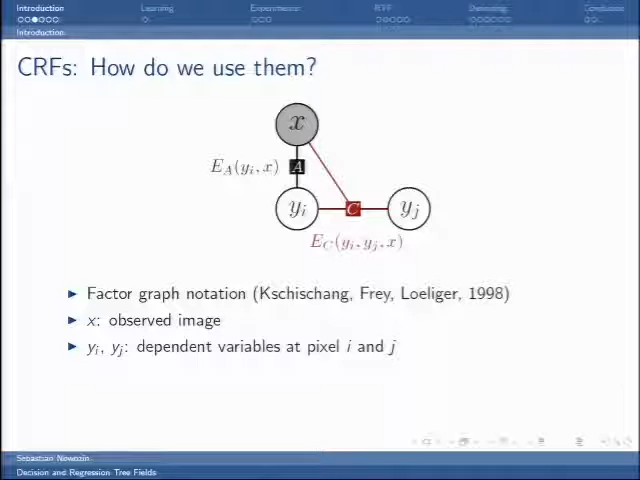 Introduction Learning Experiments RTF Denoising Conclusion
Introduction
CRFs: How do we use them?
x
E_A(y_i, x) A
y_i C y_j
E_C(y_i, y_j, x)
► Factor graph notation (Kschischang, Frey, Loeliger, 1998)
► x: observed image
► y_i, y_j: dependent variables at pixel i and j
Sebastian Nowozin
Decision and Regression Tree Fields